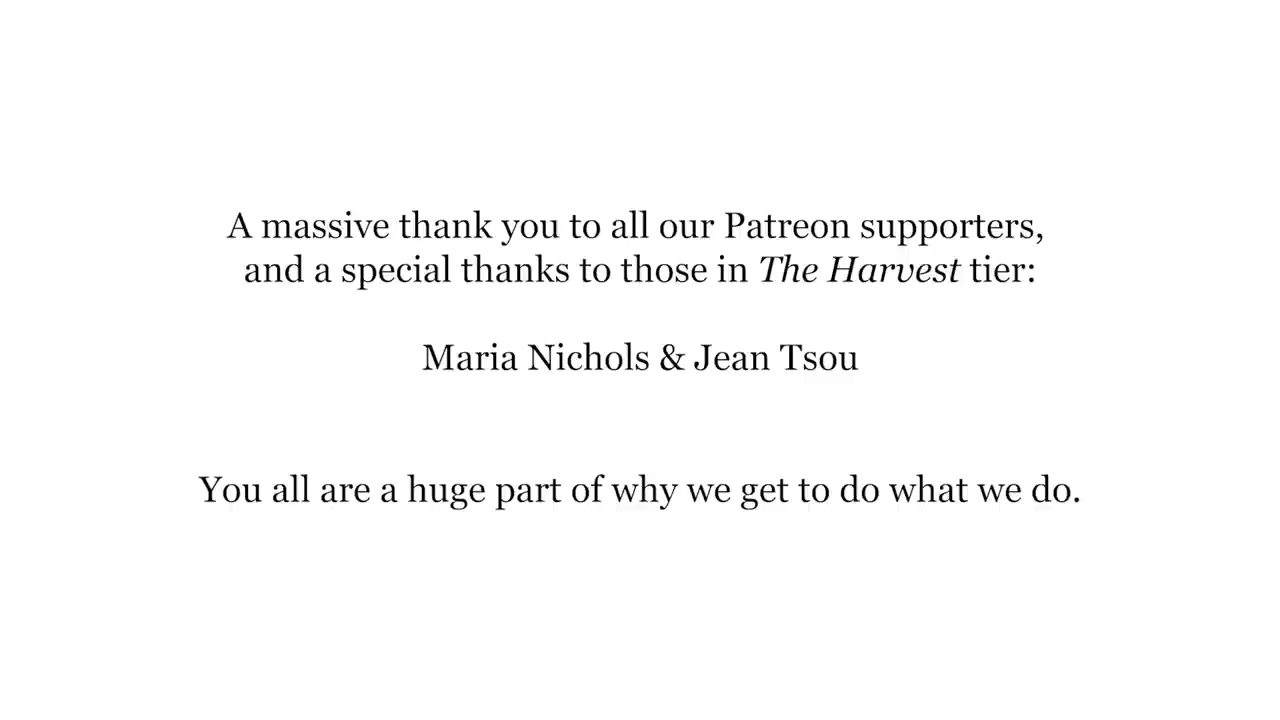 A massive thank you to all our Patreon supporters,
and a special thanks to those in The Harvest tier:
Maria Nichols & Jean Tsou
You all are a huge part of why we get to do what we do.